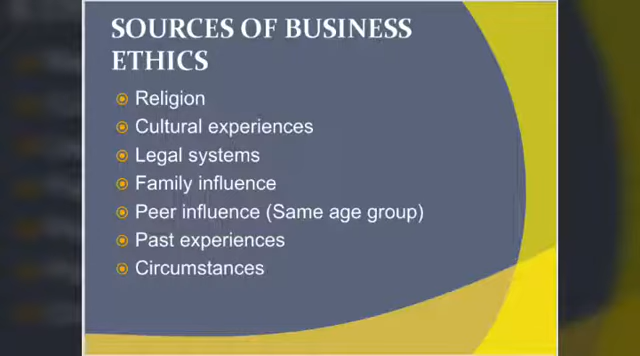 SOURCES OF BUSINESS
ETHICS
Religion
Cultural experiences
Legal systems
Family influence
Peer influence (Same age group)
Past experiences
Circumstances